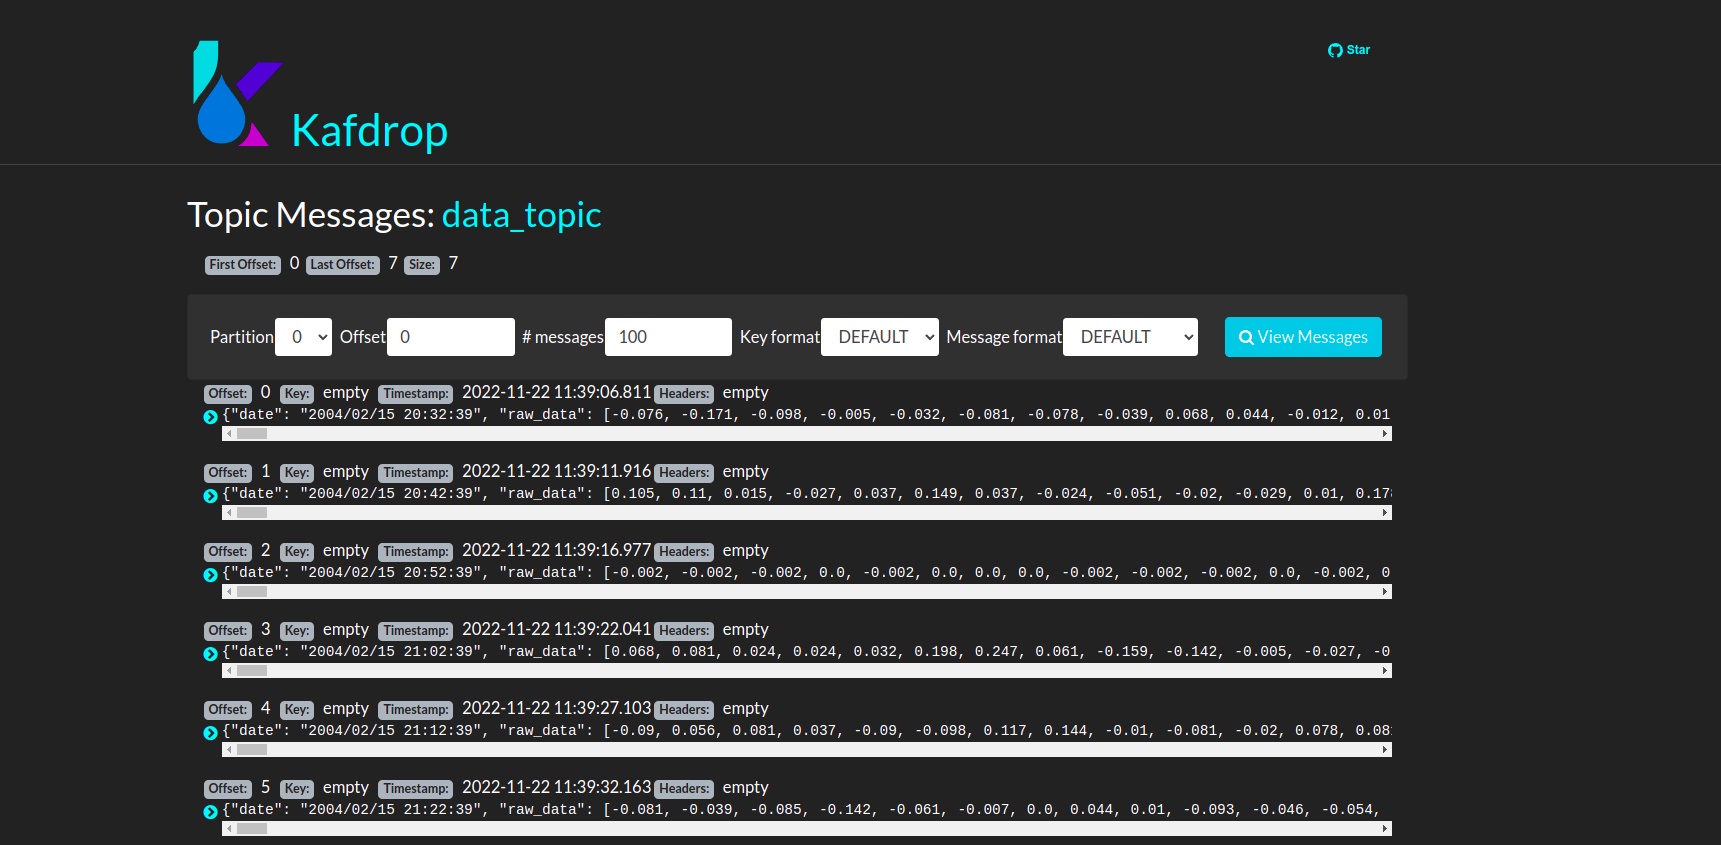 Star
Kafdrop
Topic Messages: data_topic
First Offset: 0 Last Offset: 7 Size: 7
Partition 0 Offset 0 # messages 100 Key format DEFAULT Message format DEFAULT View Messages
Offset: 0 Key: empty Timestamp: 2022-11-22 11:39:06.811 Headers: empty
{"date": "2004/02/15 20:32:39", "raw_data": [-0.076, -0.171, -0.098, -0.005, -0.032, -0.081, -0.078, -0.039, 0.068, 0.044, -0.012, 0.01
Offset: 1 Key: empty Timestamp: 2022-11-22 11:39:11.916 Headers: empty
{"date": "2004/02/15 20:42:39", "raw_data": [0.105, 0.11, 0.015, -0.027, 0.037, 0.149, 0.037, -0.024, -0.051, -0.02, -0.029, 0.01, 0.178
Offset: 2 Key: empty Timestamp: 2022-11-22 11:39:16.977 Headers: empty
{"date": "2004/02/15 20:52:39", "raw_data": [-0.002, -0.002, -0.002, 0.0, -0.002, 0.0, 0.0, 0.0, -0.002, -0.002, -0.002, 0.0, -0.002, 0
Offset: 3 Key: empty Timestamp: 2022-11-22 11:39:22.041 Headers: empty
{"date": "2004/02/15 21:02:39", "raw_data": [0.068, 0.081, 0.024, 0.024, 0.032, 0.198, 0.247, 0.061, -0.159, -0.142, -0.005, -0.027, -0
Offset: 4 Key: empty Timestamp: 2022-11-22 11:39:27.103 Headers: empty
{"date": "2004/02/15 21:12:39", "raw_data": [-0.09, 0.056, 0.081, 0.037, -0.09, -0.098, 0.117, 0.144, -0.01, -0.081, -0.02, 0.078, 0.08
Offset: 5 Key: empty Timestamp: 2022-11-22 11:39:32.163 Headers: empty
{"date": "2004/02/15 21:22:39", "raw_data": [-0.081, -0.039, -0.085, -0.142, -0.061, -0.007, 0.0, 0.044, 0.01, -0.093, -0.046, -0.054,